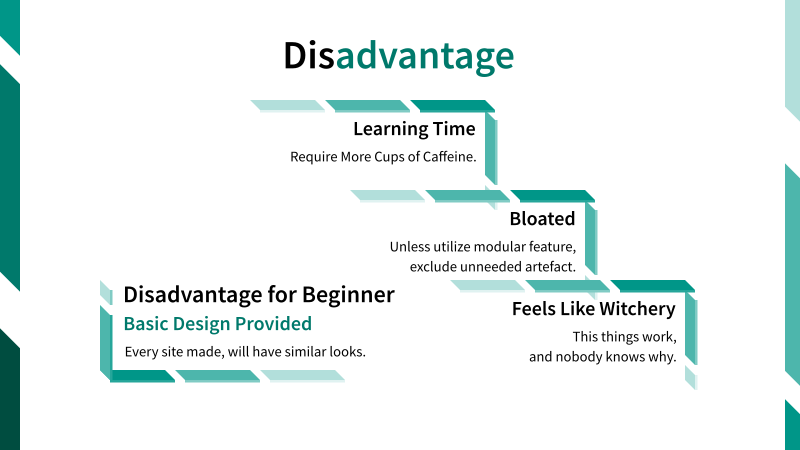 Disadvantage
Learning Time
Require More Cups of Caffeine.
Bloated
Unless utilize modular feature,
exclude unneeded artefact.
Feels Like Witchery
This things work,
and nobody knows why.
Disadvantage for Beginner
Basic Design Provided
Every site made, will have similar looks.